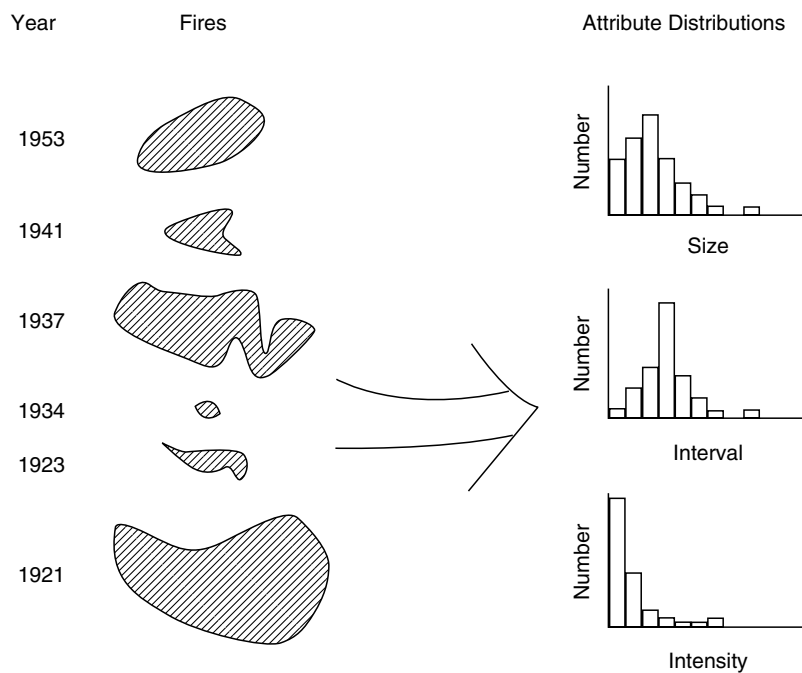 Year Fires Attribute Distributions
1953
Number
Size
1941
1937
Number
Interval
1934
1923
1921
Number
Intensity